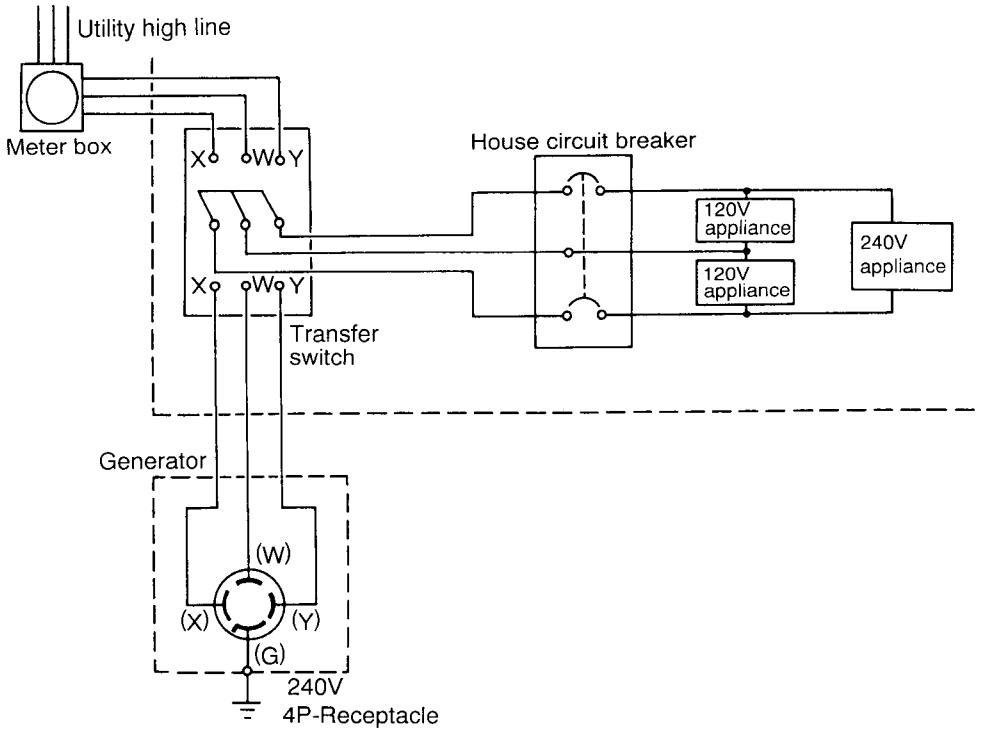 Utility high line
Meter box
X W Y
House circuit breaker
120V
appliance
240V
appliance
120V
appliance
X W Y
Transfer
switch
Generator
(W)
(X) (Y)
(G)
240V
4P-Receptacle